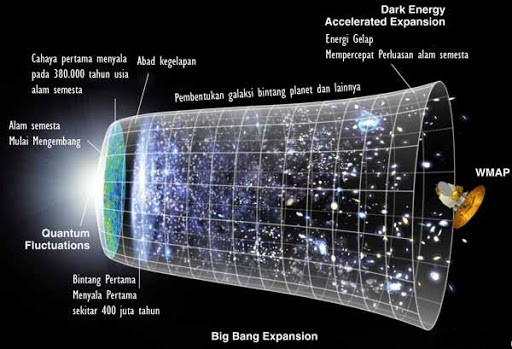 Dark Energy
Accelerated Expansion
Energi Gelap
Mempercepat Perluasan alam semesta
Cahaya pertama menyala
pada 380.000 tahun usia
alam semesta
Abad kegelapan
Pembentukan galaksi bintang planet dan lainnya
Alam semesta
Mulai Mengembang
WMAP
Quantum
Fluctuations
Bintang Pertama
Menyala Pertama
sekitar 400 juta tahun
Big Bang Expansion